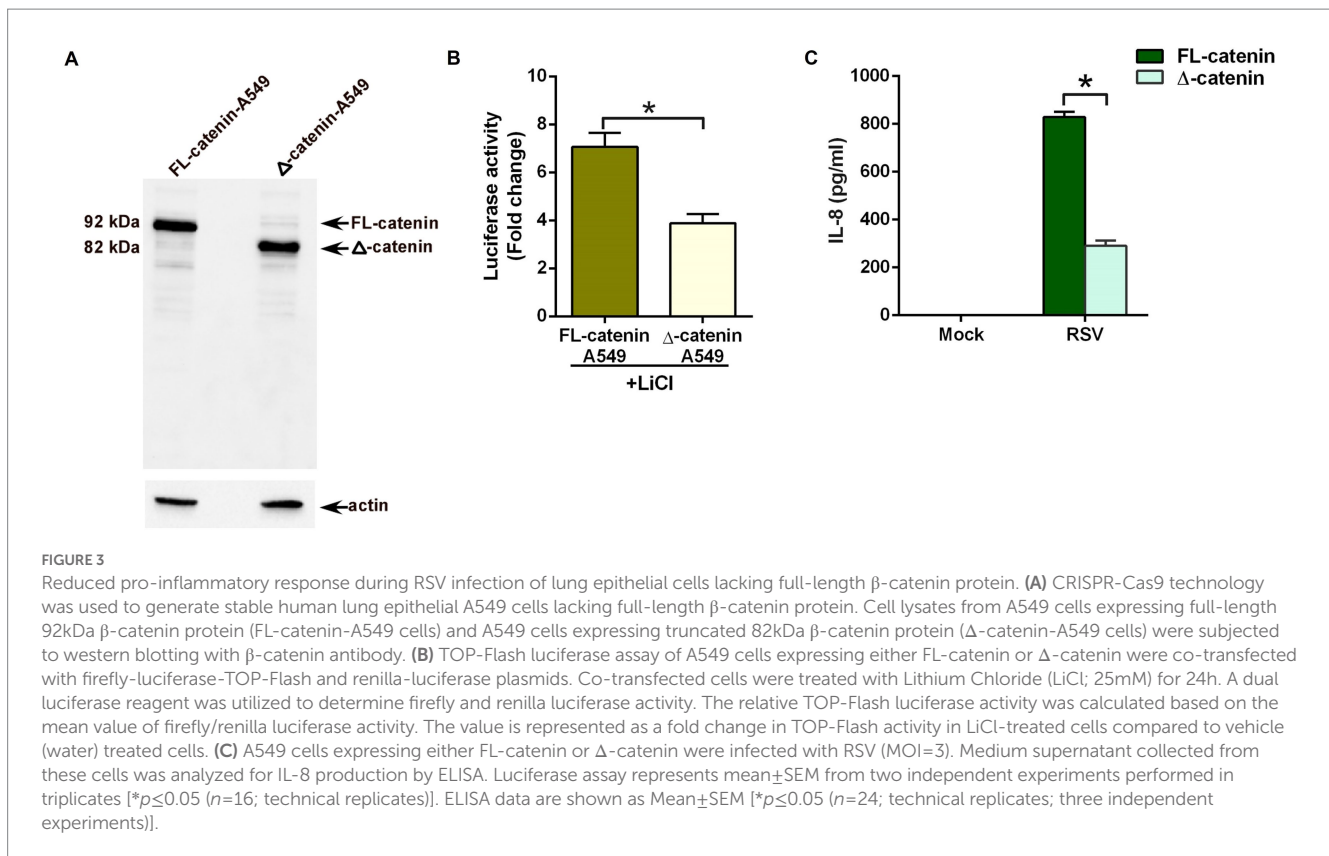 A
FL-catenin-A549
Δ-catenin-A549
92 kDa
FL-catenin
82 kDa
Δ-catenin
actin
B
Luciferase activity
(Fold change)
10
8
6
4
2
0
*
FL-catenin
A549
Δ-catenin
A549
+LiCl
C
FL-catenin
Δ-catenin
IL-8 (pg/ml)
1000
800
600
400
200
0
*
Mock
RSV
FIGURE 3
Reduced pro-inflammatory response during RSV infection of lung epithelial cells lacking full-length β-catenin protein. (A) CRISPR-Cas9 technology
was used to generate stable human lung epithelial A549 cells lacking full-length β-catenin protein. Cell lysates from A549 cells expressing full-length
92kDa β-catenin protein (FL-catenin-A549 cells) and A549 cells expressing truncated 82kDa β-catenin protein (Δ-catenin-A549 cells) were subjected
to western blotting with β-catenin antibody. (B) TOP-Flash luciferase assay of A549 cells expressing either FL-catenin or Δ-catenin were co-transfected
with firefly-luciferase-TOP-Flash and renilla-luciferase plasmids. Co-transfected cells were treated with Lithium Chloride (LiCl; 25mM) for 24h. A dual
luciferase reagent was utilized to determine firefly and renilla luciferase activity. The relative TOP-Flash luciferase activity was calculated based on the
mean value of firefly/renilla luciferase activity. The value is represented as a fold change in TOP-Flash activity in LiCl-treated cells compared to vehicle
(water) treated cells. (C) A549 cells expressing either FL-catenin or Δ-catenin were infected with RSV (MOI=3). Medium supernatant collected from
these cells was analyzed for IL-8 production by ELISA. Luciferase assay represents mean±SEM from two independent experiments performed in
triplicates [*p≤0.05 (n=16; technical replicates)]. ELISA data are shown as Mean±SEM [*p≤0.05 (n=24; technical replicates; three independent
experiments)].